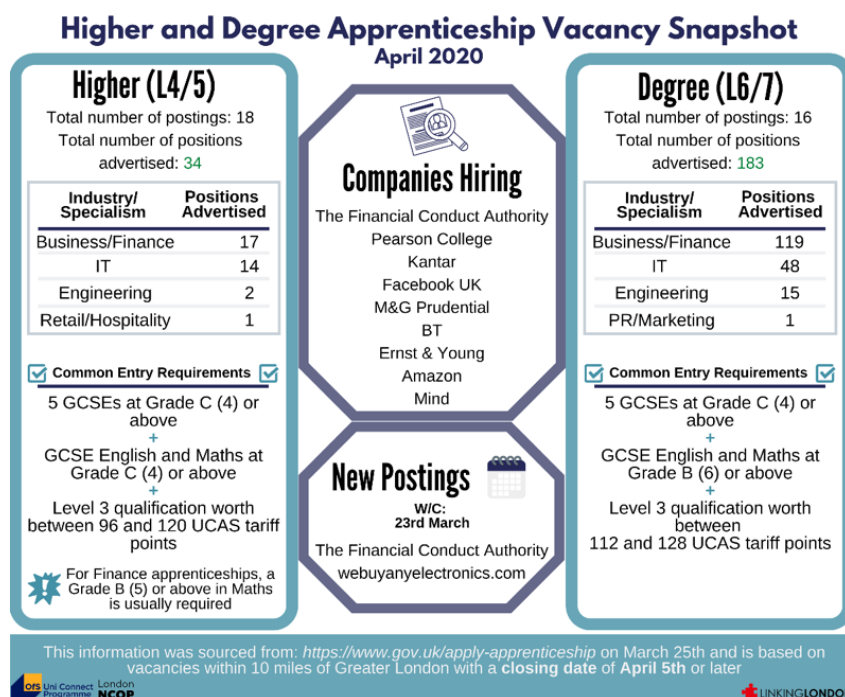 Higher and Degree Apprenticeship Vacancy Snapshot
April 2020
Higher (L4/5)
Total number of postings: 18
Total number of positions
advertised: 34
Industry/ Positions
Specialism Advertised
Business/Finance 17
IT 14
Engineering 2
Retail/Hospitality 1
Common Entry Requirements
5 GCSEs at Grade C (4) or
above
+
GCSE English and Maths at
Grade C (4) or above
+
Level 3 qualification worth
between 96 and 120 UCAS tariff
points
! For Finance apprenticeships, a
Grade B (5) or above in Maths
is usually required
Companies Hiring
The Financial Conduct Authority
Pearson College
Kantar
Facebook UK
M&G Prudential
BT
Ernst & Young
Amazon
Mind
New Postings
W/C:
23rd March
The Financial Conduct Authority
webuyanyelectronics.com
Degree (L6/7)
Total number of postings: 16
Total number of positions
advertised: 183
Industry/ Positions
Specialism Advertised
Business/Finance 119
IT 48
Engineering 15
PR/Marketing 1
Common Entry Requirements
5 GCSEs at Grade C (4) or
above
+
GCSE English and Maths at
Grade B (6) or above
+
Level 3 qualification worth
between
112 and 128 UCAS tariff points
This information was sourced from: https://www.gov.uk/apply-apprenticeship on March 25th and is based on
vacancies within 10 miles of Greater London with a closing date of April 5th or later
OfS Uni Connect Programme
London NCOP
LINKINGLONDO